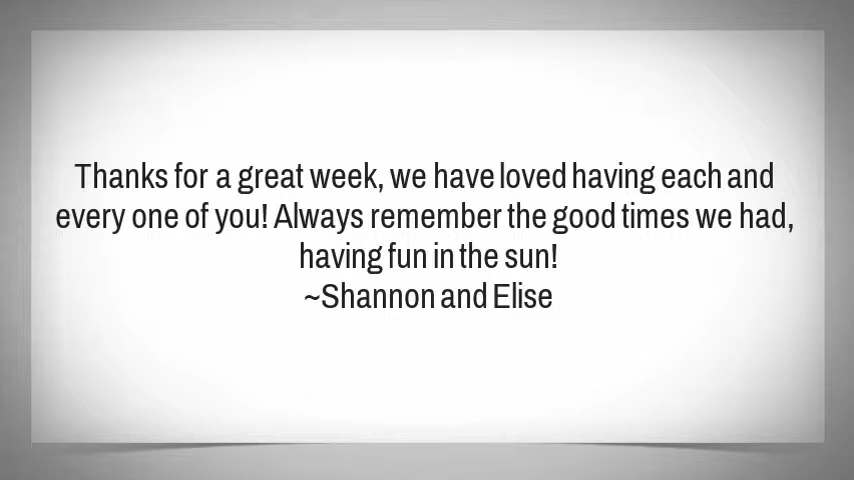 Thanks for a great week, we have loved having each and
every one of you! Always remember the good times we had,
having fun in the sun!
~Shannon and Elise